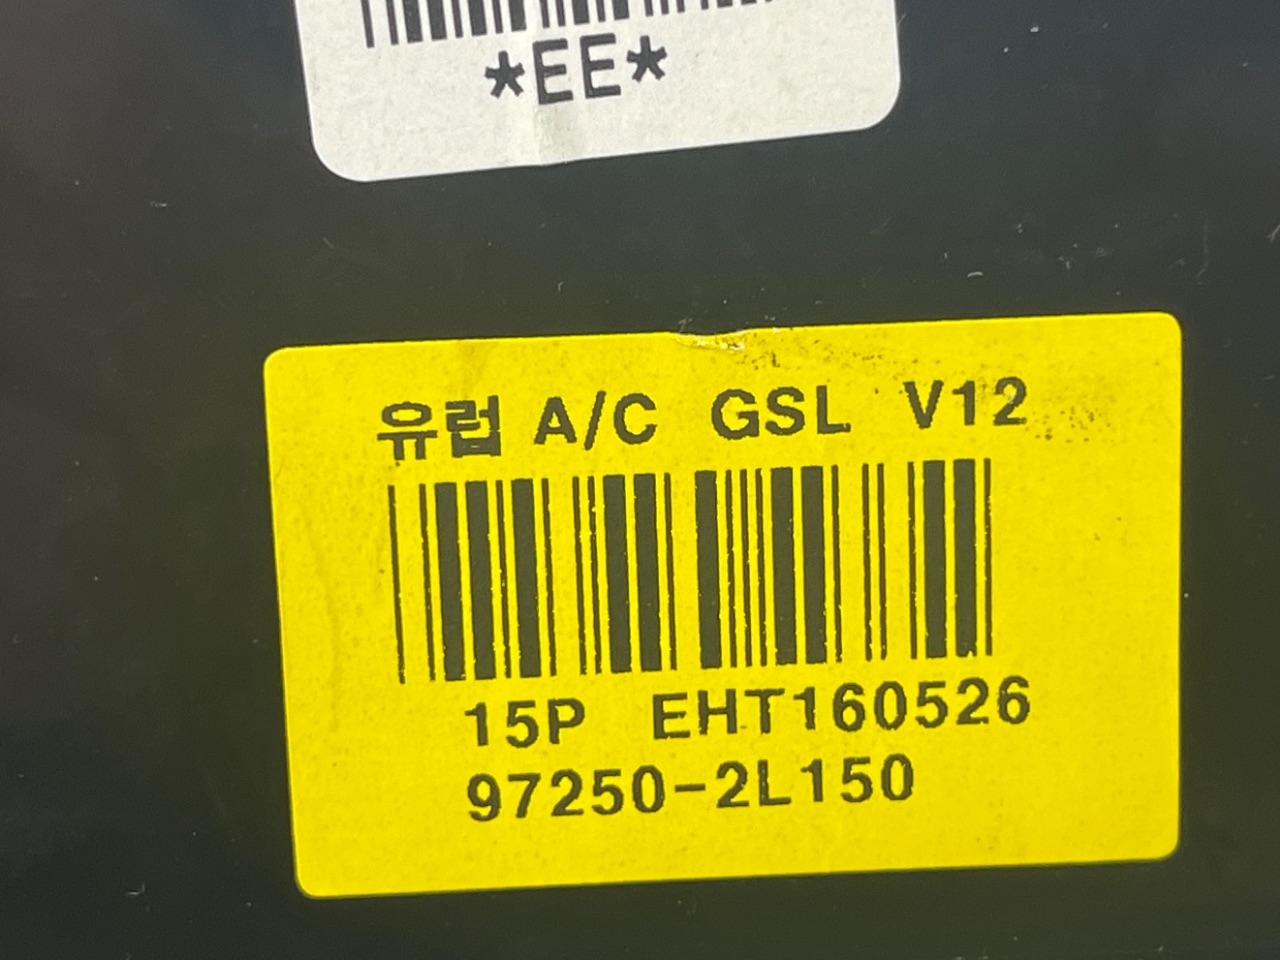 *EE*
유럽 A/C GSL V12
15P EHT160526
97250-2L150